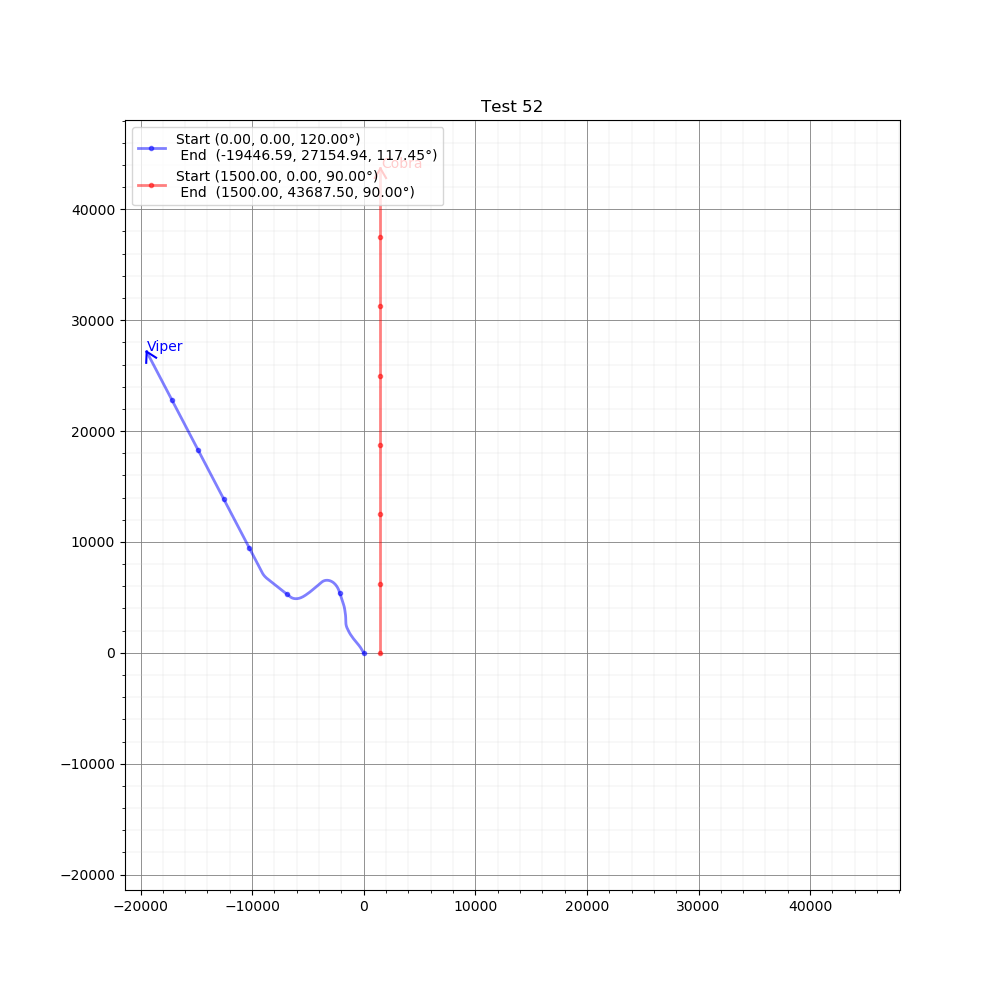 Test 52
Start (0.00, 0.00, 120.00°)
End (-19446.59, 27154.94, 117.45°)
Start (1500.00, 0.00, 90.00°)
End (1500.00, 43687.50, 90.00°)
Cobra
Viper
40000
30000
20000
10000
0
−10000
−20000
−20000 −10000 0 10000 20000 30000 40000